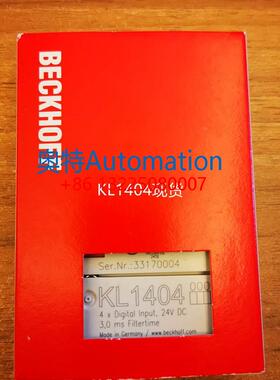 BECKHOFF
奥特Automation
KL1404现货
Ser.Nr.:33170004
KL1404
4 x Digital Input, 24V DC
3,0 ms Filtertime
Made in Germany / www.beckhoff.com